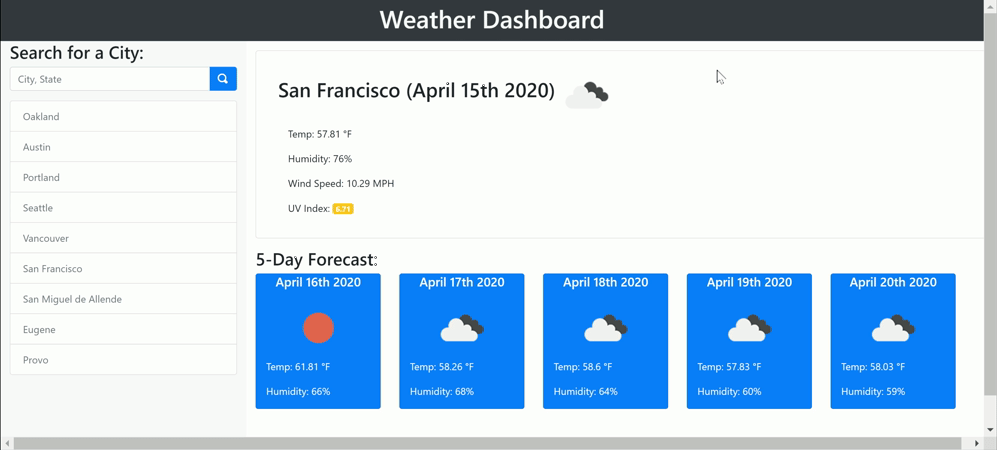 Weather Dashboard
Search for a City:
City, State
Oakland
Austin
Portland
Seattle
Vancouver
San Francisco
San Miguel de Allende
Eugene
Provo
San Francisco (April 15th 2020)
Temp: 57.81 °F
Humidity: 76%
Wind Speed: 10.29 MPH
UV Index: 6.71
5-Day Forecast:
April 16th 2020
Temp: 61.81 °F
Humidity: 66%
April 17th 2020
Temp: 58.26 °F
Humidity: 68%
April 18th 2020
Temp: 58.6 °F
Humidity: 64%
April 19th 2020
Temp: 57.83 °F
Humidity: 60%
April 20th 2020
Temp: 58.03 °F
Humidity: 59%